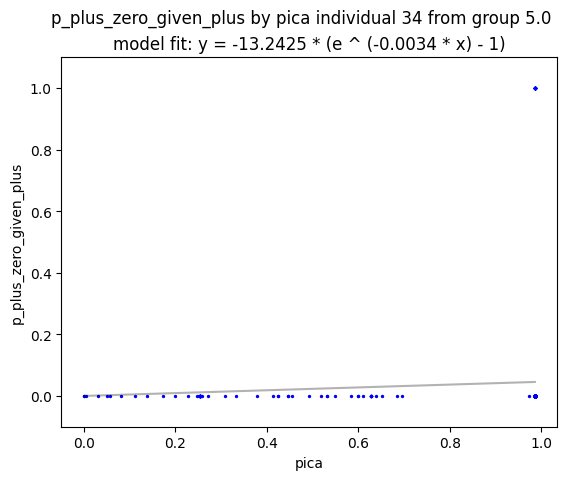 p_plus_zero_given_plus by pica individual 34 from group 5.0
model fit: y = -13.2425 * (e ^ (-0.0034 * x) - 1)
p_plus_zero_given_plus
1.0
0.8
0.6
0.4
0.2
0.0
0.0 0.2 0.4 0.6 0.8 1.0
pica